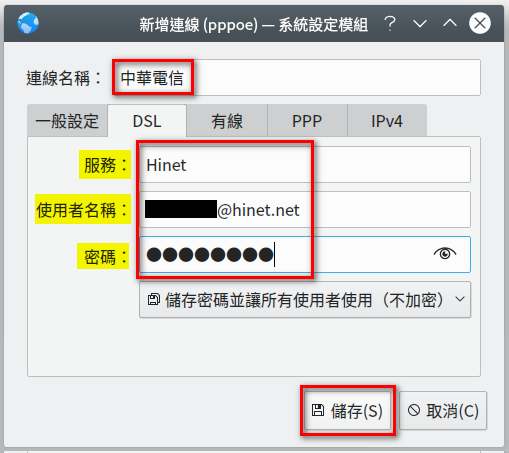 新增連線 (pppoe) — 系統設定模組
連線名稱： 中華電信
一般設定 DSL 有線 PPP IPv4
服務： Hinet
使用者名稱： @hinet.net
密碼： ●●●●●●●●
儲存密碼並讓所有使用者使用（不加密）
儲存(S) 取消(C)